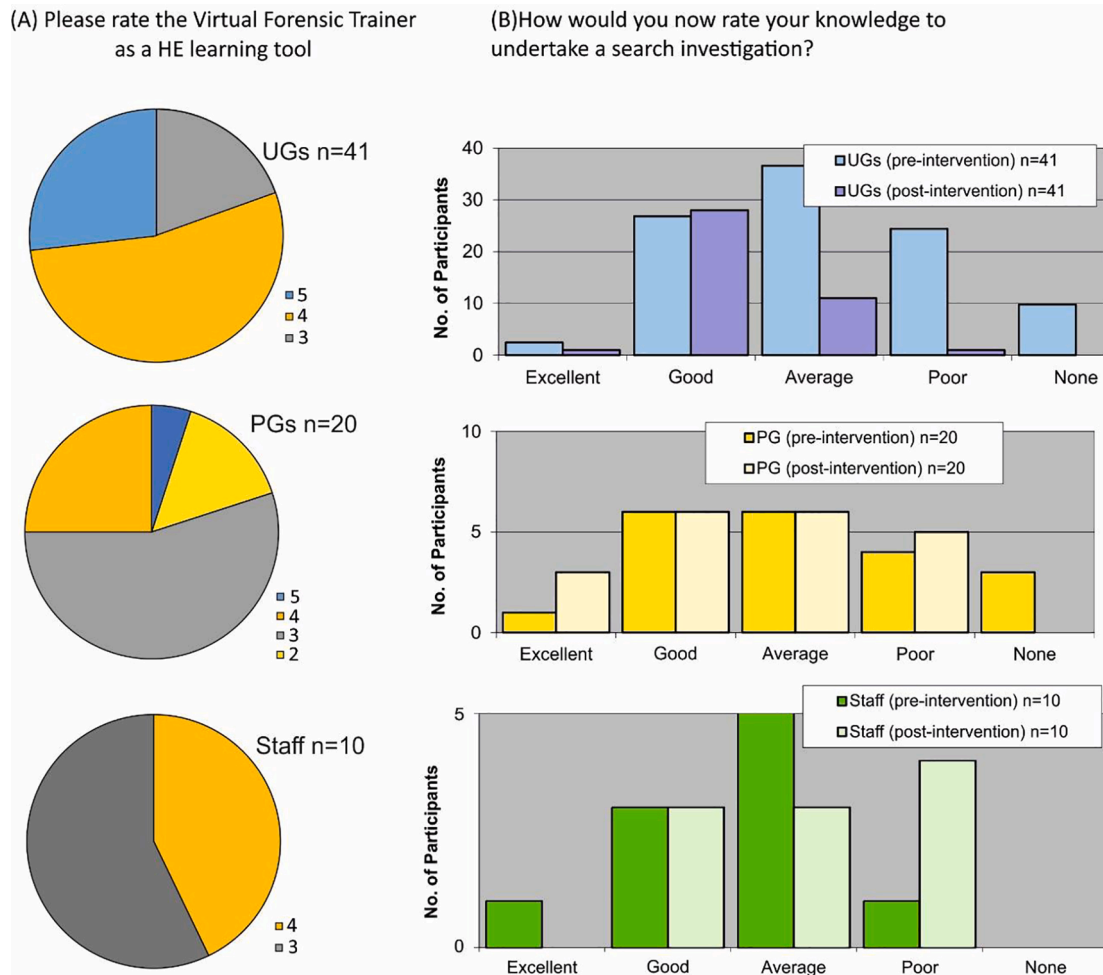 (A) Please rate the Virtual Forensic Trainer
as a HE learning tool
(B)How would you now rate your knowledge to
undertake a search investigation?
UGs n=41
5
4
3
No. of Participants
40
30
20
10
0
UGs (pre-intervention) n=41
UGs (post-intervention) n=41
Excellent Good Average Poor None
PGs n=20
5
4
3
2
No. of Participants
10
5
0
PG (pre-intervention) n=20
PG (post-intervention) n=20
Excellent Good Average Poor None
Staff n=10
4
3
No. of Participants
5
0
Staff (pre-intervention) n=10
Staff (post-intervention) n=10
Excellent Good Average Poor None